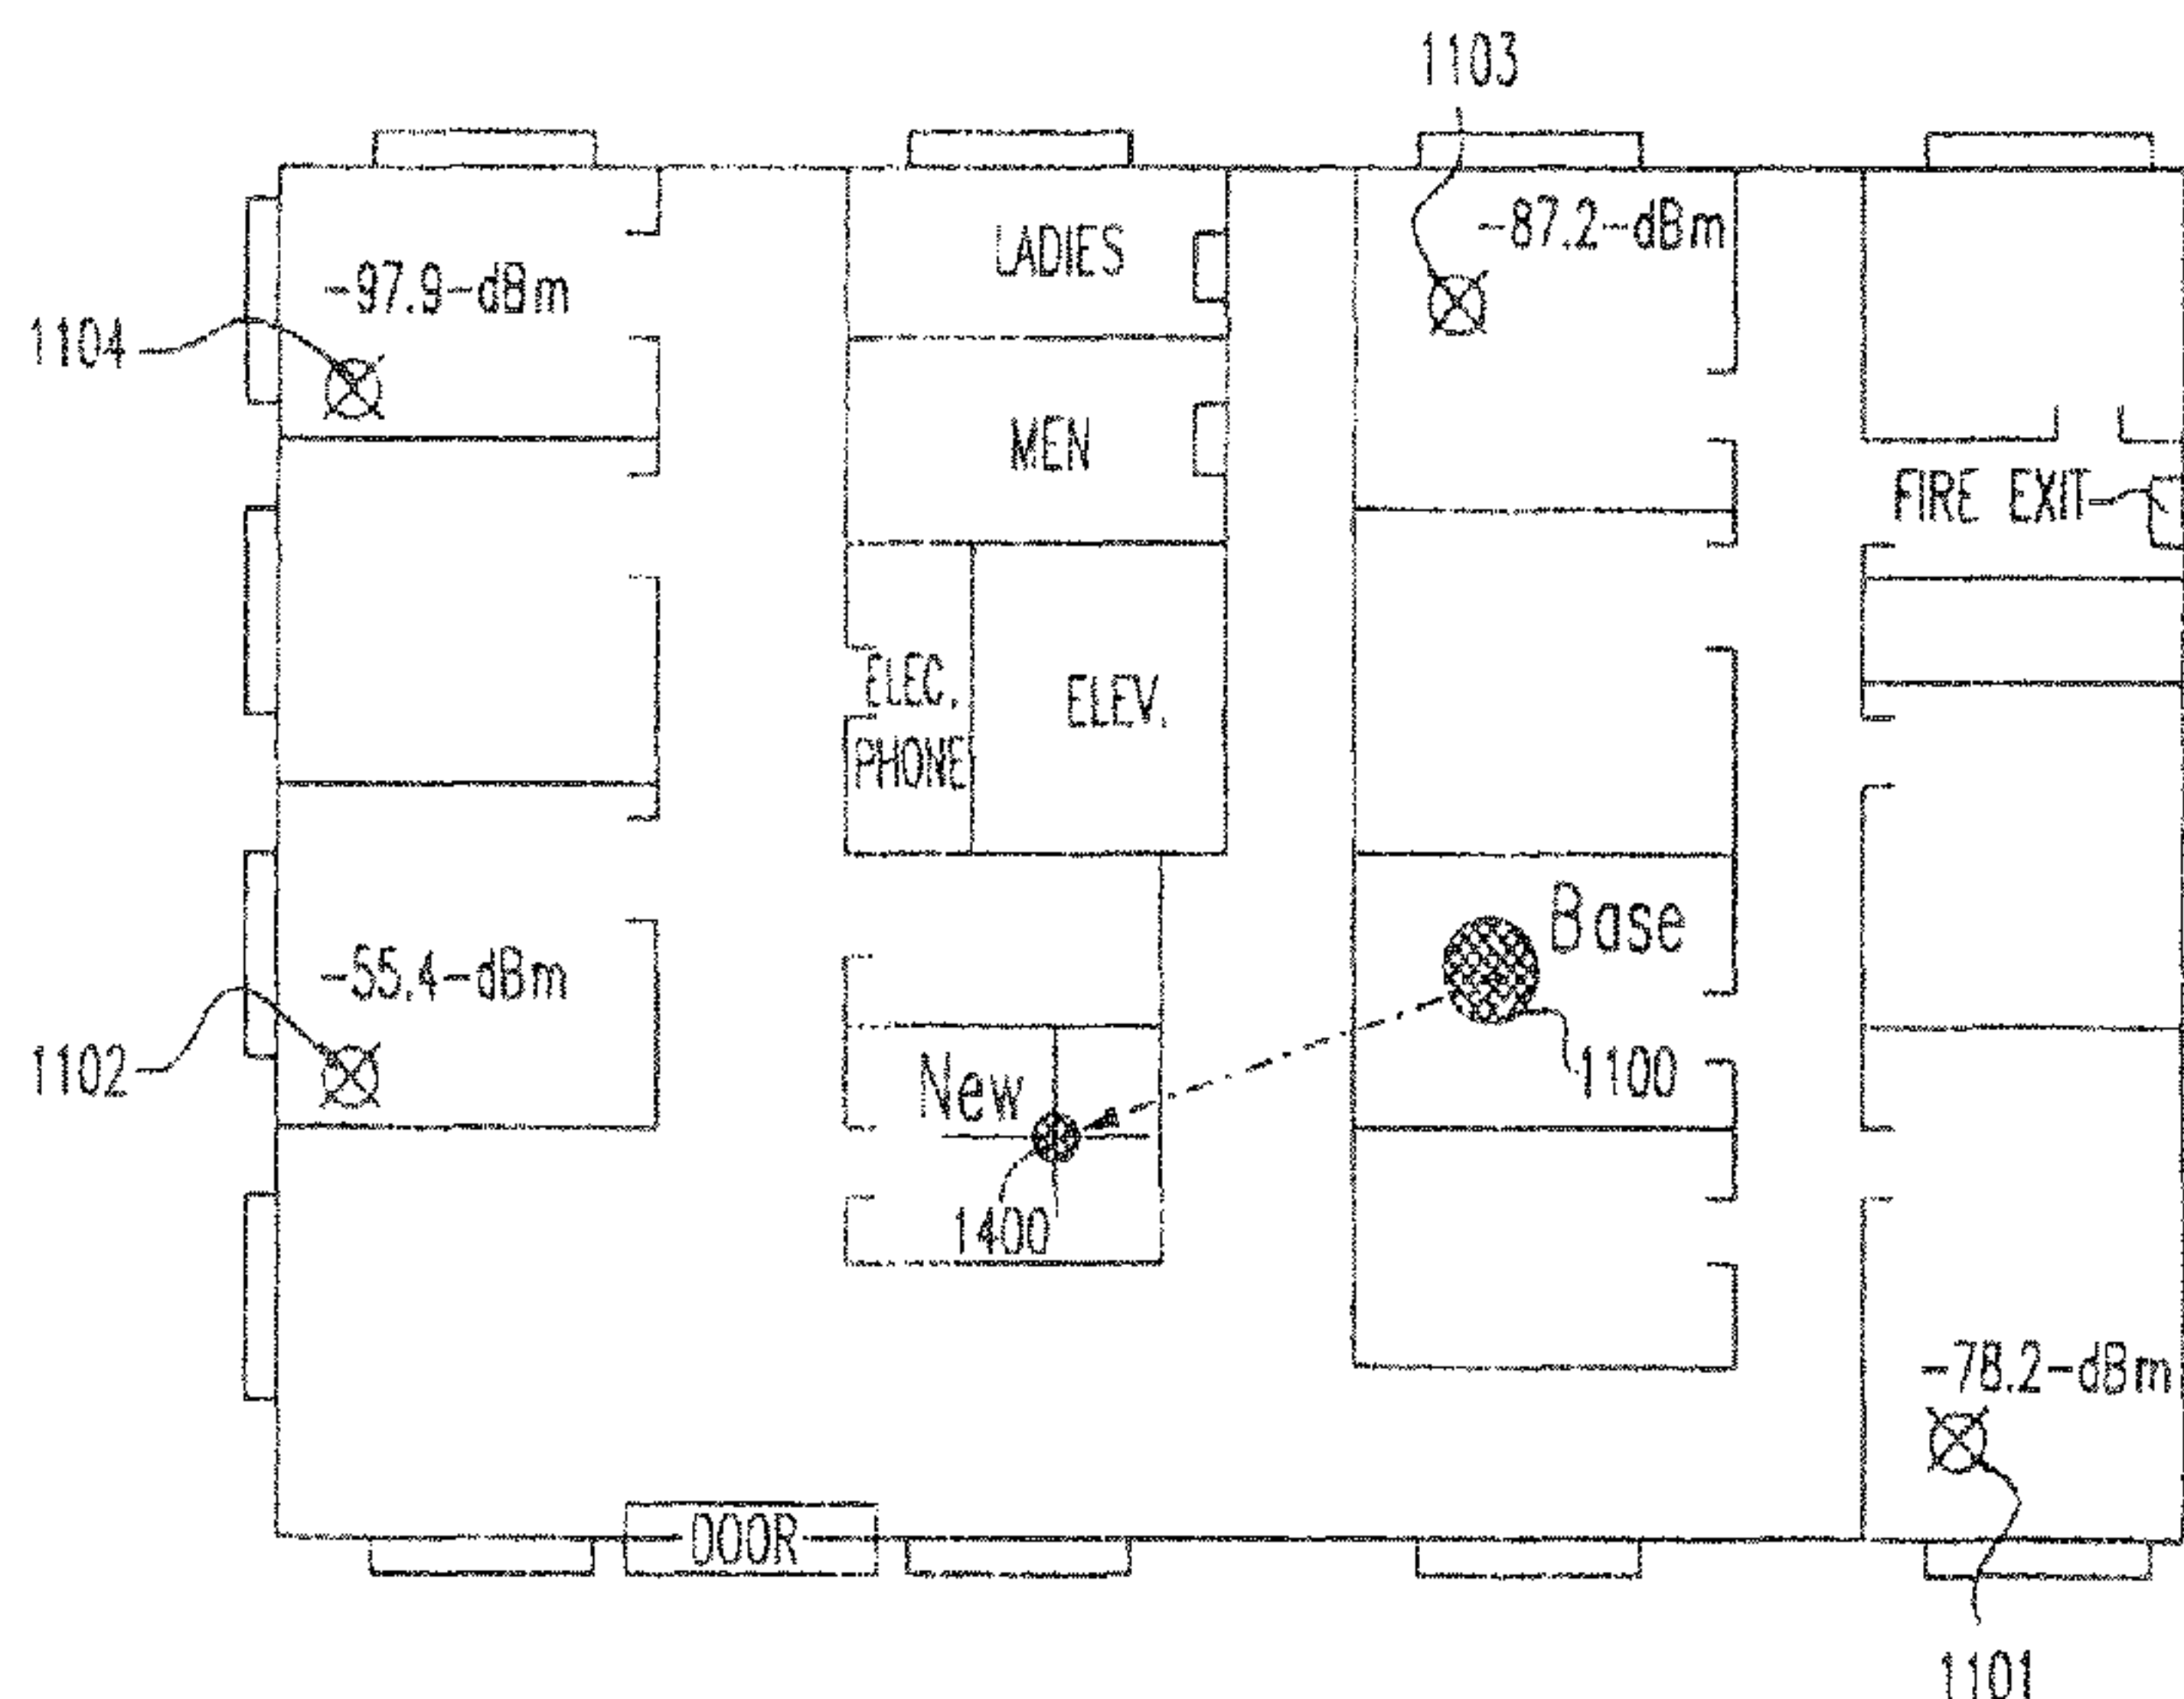 1103
-87.2-dBm
LADIES
-97.9-dBm
1104
MEN
FIRE EXIT
ELEC.
PHONE
ELEV.
Base
-55.4-dBm
1102
New
1100
1400
-78.2-dBm
DOOR
1101